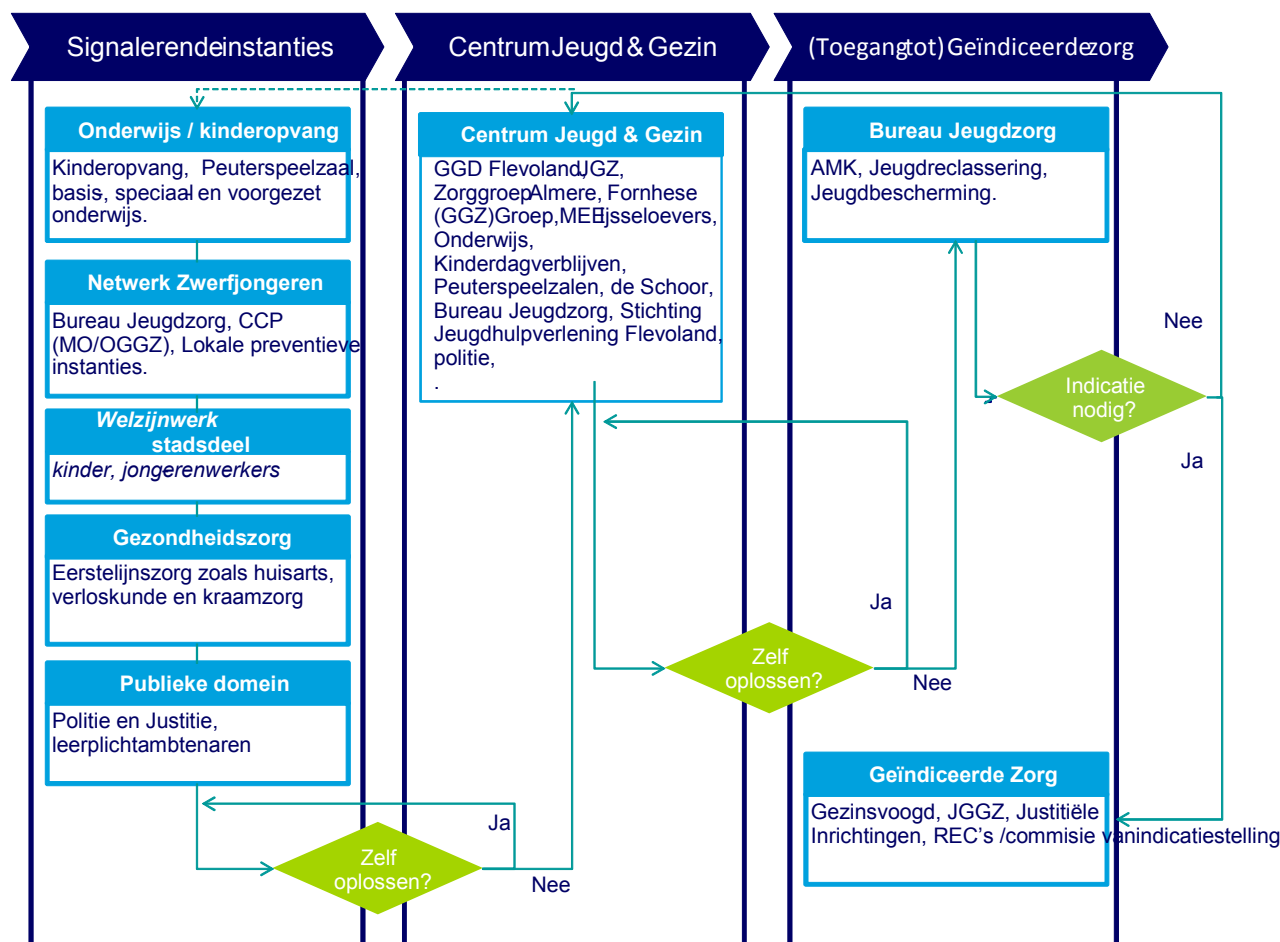 Signalerendeinstanties
Centrum Jeugd & Gezin
(Toegangtot) Geïndiceerdezorg
Onderwijs / kinderopvang
Kinderopvang, Peuterspeelzaal,
basis-, speciaal en voorgezet
onderwijs.
Netwerk Zwerfjongeren
Bureau Jeugdzorg, CCP
(MO/OGGZ), Lokale preventieve
instanties.
Welzijnwerk
stadsdeel
kinder, jongerenwerkers
Gezondheidszorg
Eerstelijnszorg zoals huisarts,
verloskunde en kraamzorg
Publieke domein
Politie en Justitie,
leerplichtambtenaren
Ja
Zelf
oplossen?
Nee
Centrum Jeugd & Gezin
GGD Flevoland, JGZ,
ZorggroepAlmere, Fornhese
(GGZ)Groep,MEEIjsseloevers,
Onderwijs,
Kinderdagverblijven,
Peuterspeelzalen, de Schoor,
Bureau Jeugdzorg, Stichting
Jeugdhulpverlening Flevoland,
politie,
.
Ja
Zelf
oplossen?
Nee
Bureau Jeugdzorg
AMK, Jeugdreclassering,
Jeugdbescherming.
Nee
Indicatie
nodig?
Ja
Geïndiceerde Zorg
Gezinsvoogd, JGGZ, Justitiële
Inrichtingen, REC's /commisie vanindicatiestelling